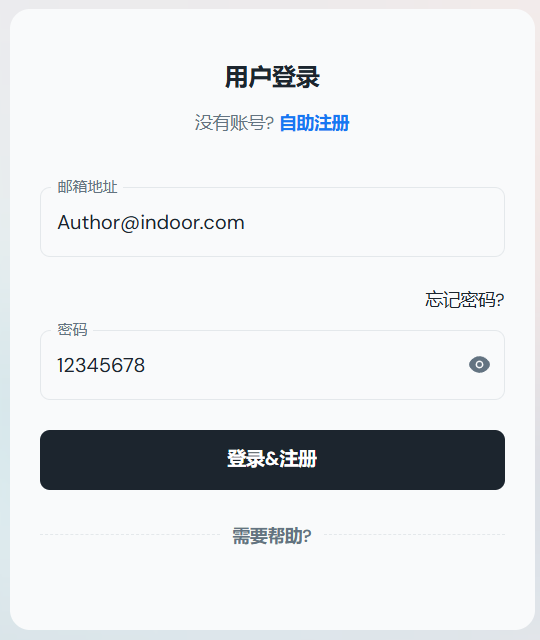 用户登录
没有账号? 自助注册
邮箱地址
Author@indoor.com
忘记密码?
密码
12345678
登录&注册
需要帮助?